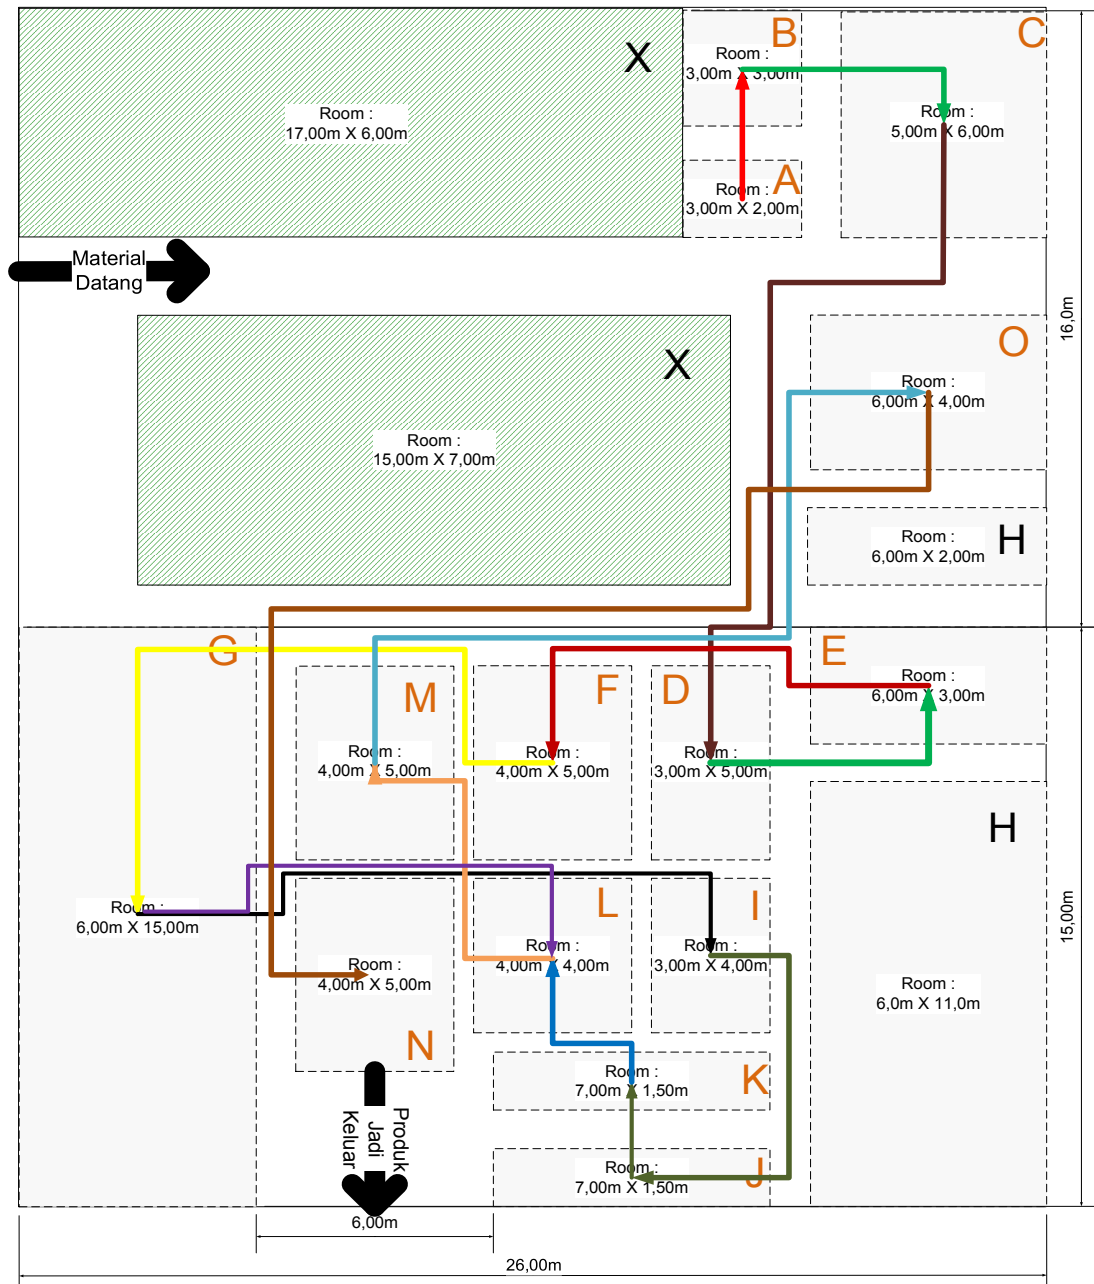 X
Room :
17,00m X 6,00m
B
Room :
3,00m X 3,00m
C
Room :
5,00m X 6,00m
A
Room :
3,00m X 2,00m
Material
Datang
16,0m
X
Room :
15,00m X 7,00m
O
Room :
6,00m X 4,00m
H
Room :
6,00m X 2,00m
G
Room :
6,00m X 15,00m
M
Room :
4,00m X 5,00m
F
Room :
4,00m X 5,00m
D
Room :
3,00m X 5,00m
E
Room :
6,00m X 3,00m
H
Room :
6,0m X 11,0m
15,00m
L
Room :
4,00m X 4,00m
I
Room :
3,00m X 4,00m
Room :
4,00m X 5,00m
N
K
Room :
7,00m X 1,50m
J
Room :
7,00m X 1,50m
Produk
Jadi
Keluar
6,00m
26,00m